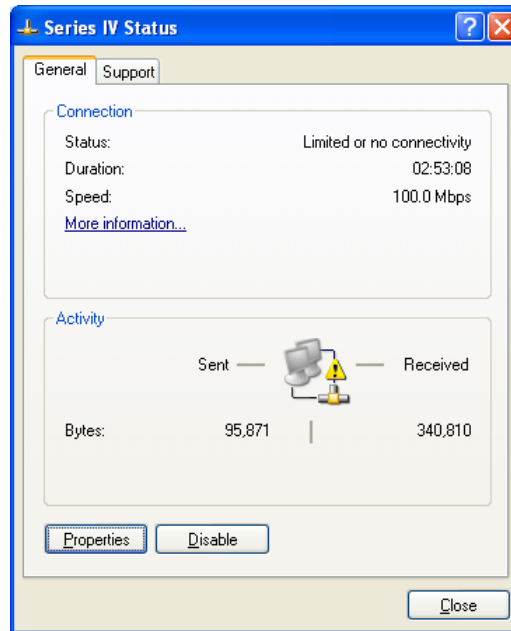 Series IV Status
General Support
Connection
Status: Limited or no connectivity
Duration: 02:53:08
Speed: 100.0 Mbps
More information...
Activity
Sent Received
Bytes: 95,871 340,810
Properties Disable
Close